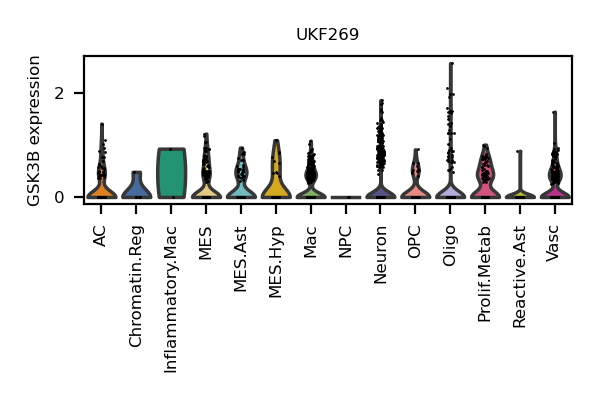 UKF269
GSK3B expression
2
0
AC
Chromatin.Reg
Inflammatory.Mac
MES
MES.Ast
MES.Hyp
Mac
NPC
Neuron
OPC
Oligo
Prolif.Metab
Reactive.Ast
Vasc